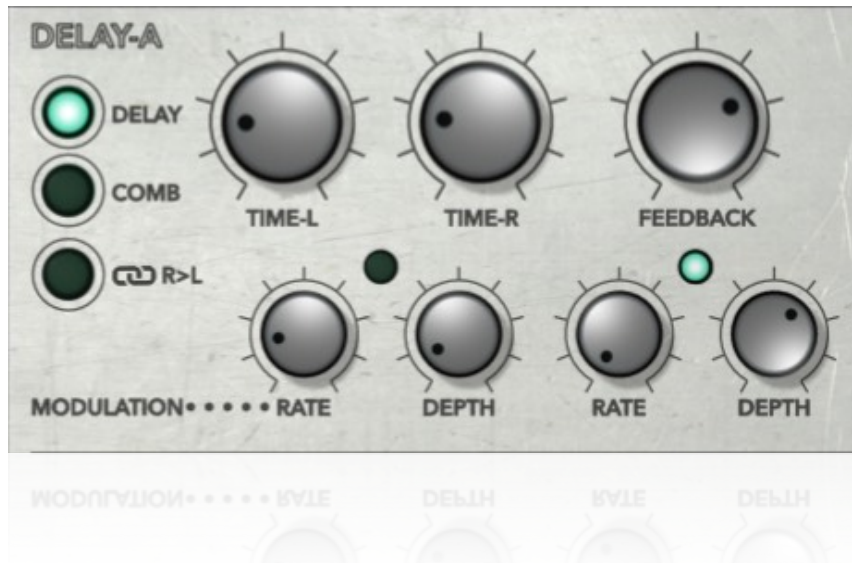 DELAY-A
DELAY
COMB
R>L
TIME-L TIME-R FEEDBACK
MODULATION• • • • • RATE DEPTH RATE DEPTH